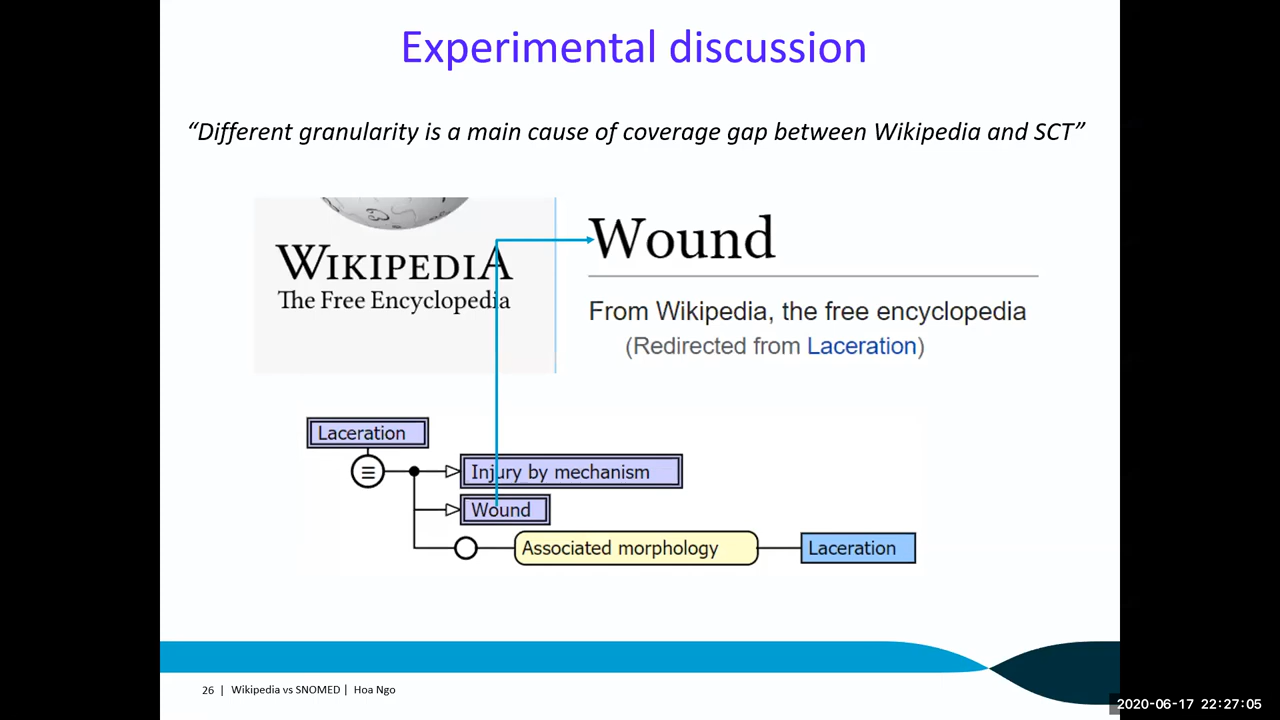 Experimental discussion
“Different granularity is a main cause of coverage gap between Wikipedia and SCT”
WIKIPEDIA
The Free Encyclopedia
Wound
From Wikipedia, the free encyclopedia
(Redirected from Laceration)
Laceration
Injury by mechanism
Wound
Associated morphology
Laceration
26 | Wikipedia vs SNOMED | Hoa Ngo
2020-06-17 22:27:05